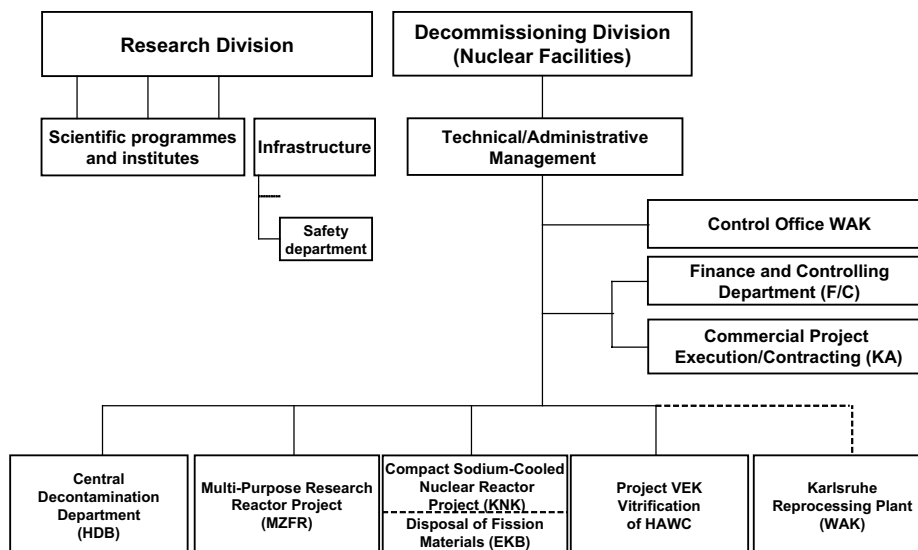 Research Division
Decommissioning Division
(Nuclear Facilities)
Scientific programmes
and institutes
Infrastructure
Technical/Administrative
Management
Safety
department
Control Office WAK
Finance and Controlling
Department (F/C)
Commercial Project
Execution/Contracting (KA)
Central
Decontamination
Department
(HDB)
Multi-Purpose Research
Reactor Project
(MZFR)
Compact Sodium-Cooled
Nuclear Reactor
Project (KNK)
Disposal of Fission
Materials (EKB)
Project VEK
Vitrification
of HAWC
Karlsruhe
Reprocessing Plant
(WAK)